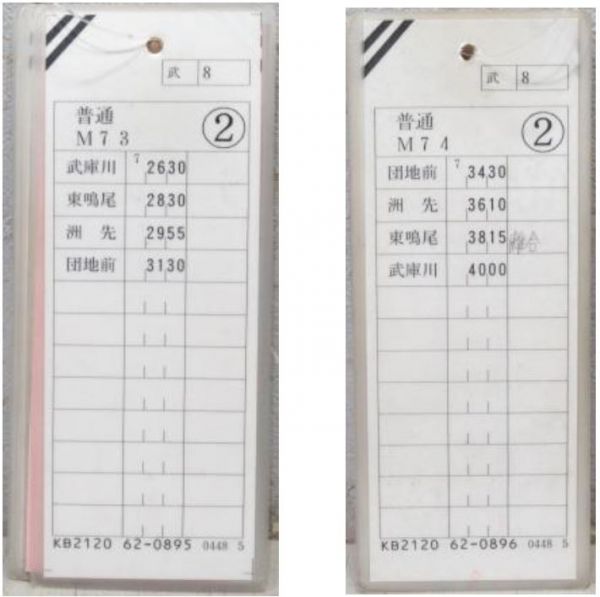 武 8
普通
M73 ②
武庫川 7 2630
東鳴尾 2830
洲先 2955
団地前 3130
KB2120 62-0895 0448 5
武 8
普通
M74 ②
団地前 7 3430
洲先 3610
東鳴尾 3815
武庫川 4000
KB2120 62-0896 0448 5